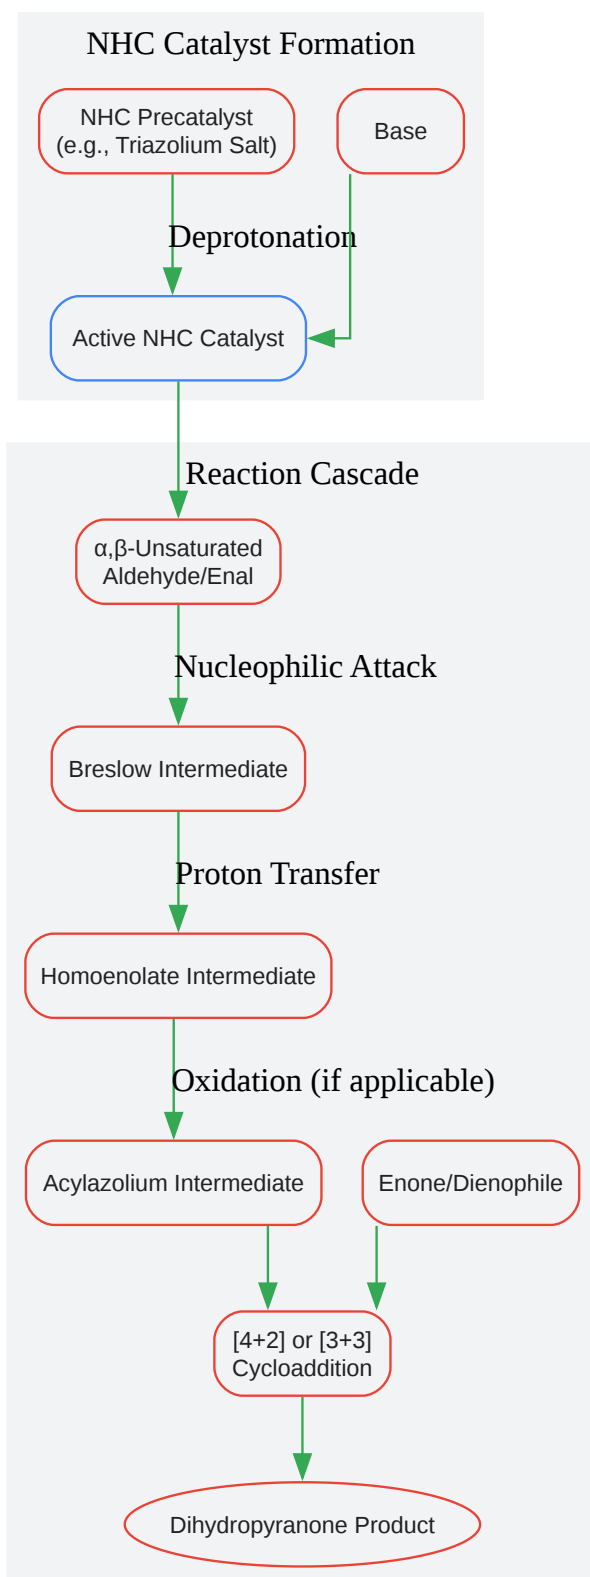 NHC Catalyst Formation
NHC Precatalyst
(e.g., Triazolium Salt)
Base
Deprotonation
Active NHC Catalyst
Reaction Cascade
α,β-Unsaturated
Aldehyde/Enal
Nucleophilic Attack
Breslow Intermediate
Proton Transfer
Homoenolate Intermediate
Oxidation (if applicable)
Acylazolium Intermediate
Enone/Dienophile
[4+2] or [3+3]
Cycloaddition
Dihydropyranone Product